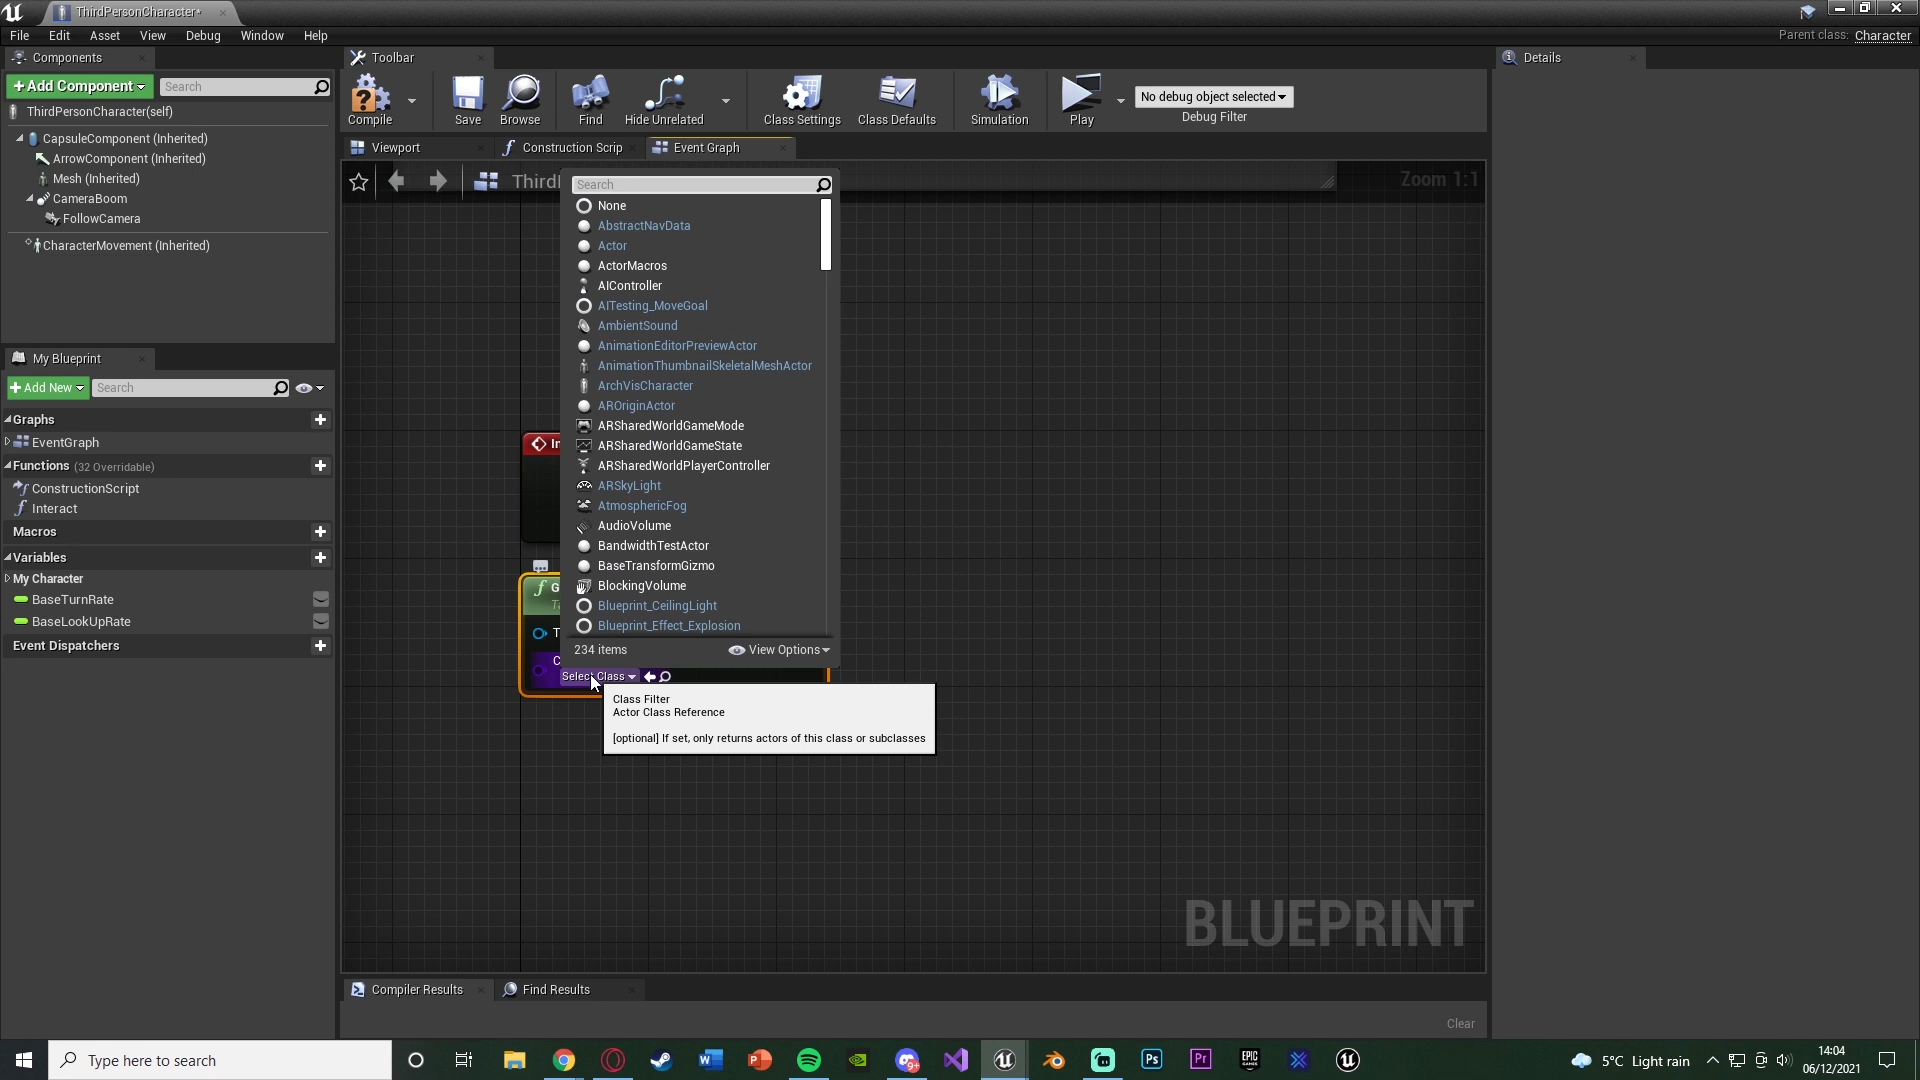 ThirdPersonCharacter*
File Edit Asset View Debug Window Help
Parent class: Character
Components
+Add Component
Search
ThirdPersonCharacter(self)
CapsuleComponent (Inherited)
ArrowComponent (Inherited)
Mesh (Inherited)
CameraBoom
FollowCamera
CharacterMovement (Inherited)
My Blueprint
+Add New
Search
Graphs
EventGraph
Functions (32 Overridable)
ConstructionScript
Interact
Macros
Variables
My Character
BaseTurnRate
BaseLookUpRate
Event Dispatchers
Toolbar
Compile
Save
Browse
Find
Hide Unrelated
Class Settings
Class Defaults
Simulation
Play
No debug object selected
Debug Filter
Viewport
Construction Scrip
Event Graph
Third
Zoom 1:1
Search
None
AbstractNavData
Actor
ActorMacros
AIController
AITesting_MoveGoal
AmbientSound
AnimationEditorPreviewActor
AnimationThumbnailSkeletalMeshActor
ArchVisCharacter
AROriginActor
ARSharedWorldGameMode
ARSharedWorldGameState
ARSharedWorldPlayerController
ARSkyLight
AtmosphericFog
AudioVolume
BandwidthTestActor
BaseTransformGizmo
BlockingVolume
Blueprint_CeilingLight
Blueprint_Effect_Explosion
234 items
View Options
In
G
T
C
Select Class
Class Filter
Actor Class Reference
[optional] If set, only returns actors of this class or subclasses
BLUEPRINT
Compiler Results
Find Results
Clear
Details
Type here to search
9+
5°C Light rain
14:04
06/12/2021